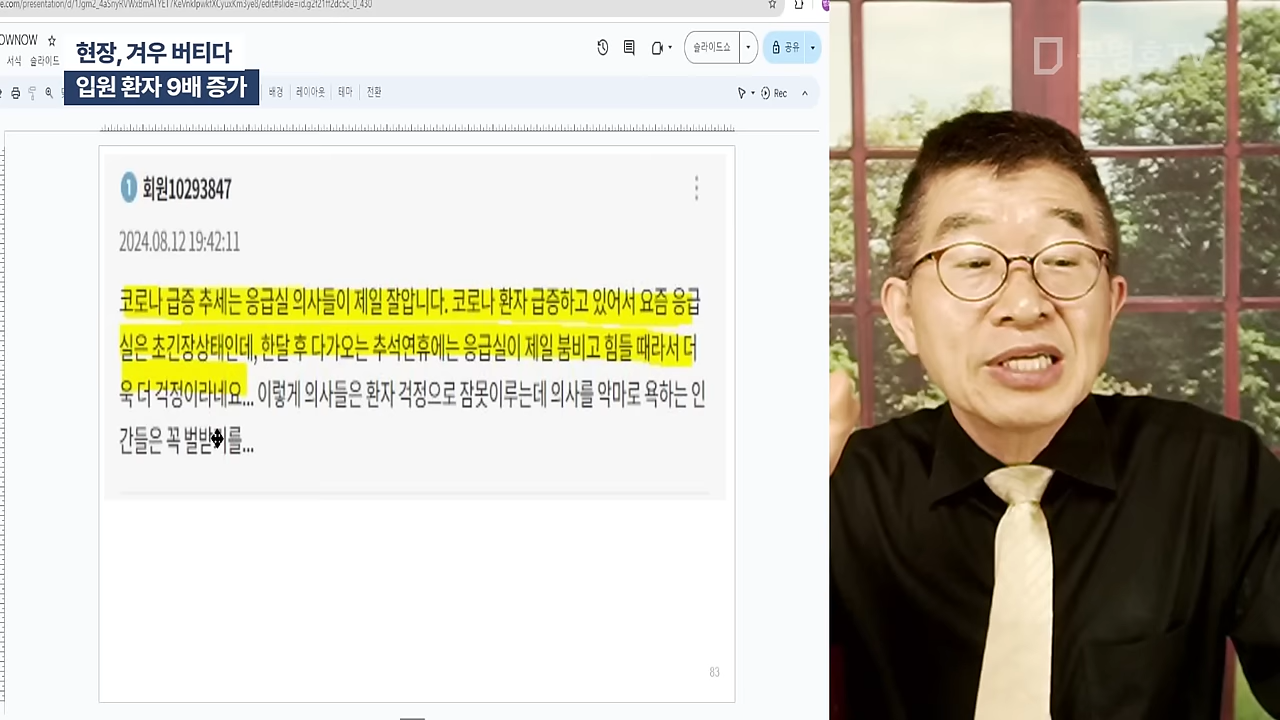 현장, 겨우 버티다
입원 환자 9배 증가
OWNOW
서식 슬라이드
슬라이드쇼
공유
배경 레이아웃 테마 전환
Rec
1 회원10293847
2024.08.12 19:42:11
코로나 급증 추세는 응급실 의사들이 제일 잘압니다. 코로나 환자 급증하고 있어서 요즘 응급
실은 초긴장상태인데, 한달 후 다가오는 추석연휴에는 응급실이 제일 붐비고 힘들 때라서 더
욱 더 걱정이라네요... 이렇게 의사들은 환자 걱정으로 잠못이루는데 의사를 악마로 욕하는 인
간들은 꼭 벌받기를...
83